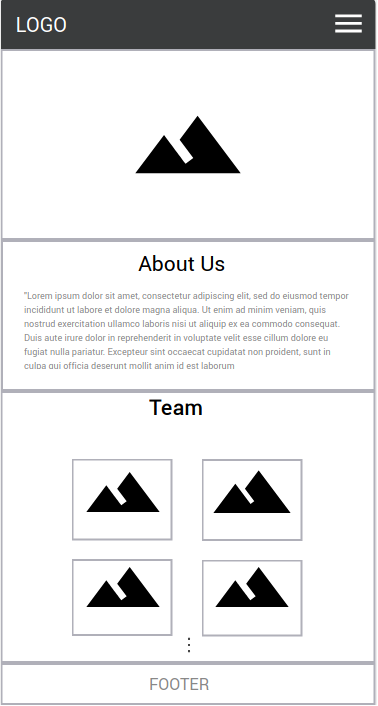 LOGO
About Us
"Lorem ipsum dolor sit amet, consectetur adipiscing elit, sed do eiusmod tempor
incididunt ut labore et dolore magna aliqua. Ut enim ad minim veniam, quis
nostrud exercitation ullamco laboris nisi ut aliquip ex ea commodo consequat.
Duis aute irure dolor in reprehenderit in voluptate velit esse cillum dolore eu
fugiat nulla pariatur. Excepteur sint occaecat cupidatat non proident, sunt in
culpa qui officia deserunt mollit anim id est laborum
Team
FOOTER